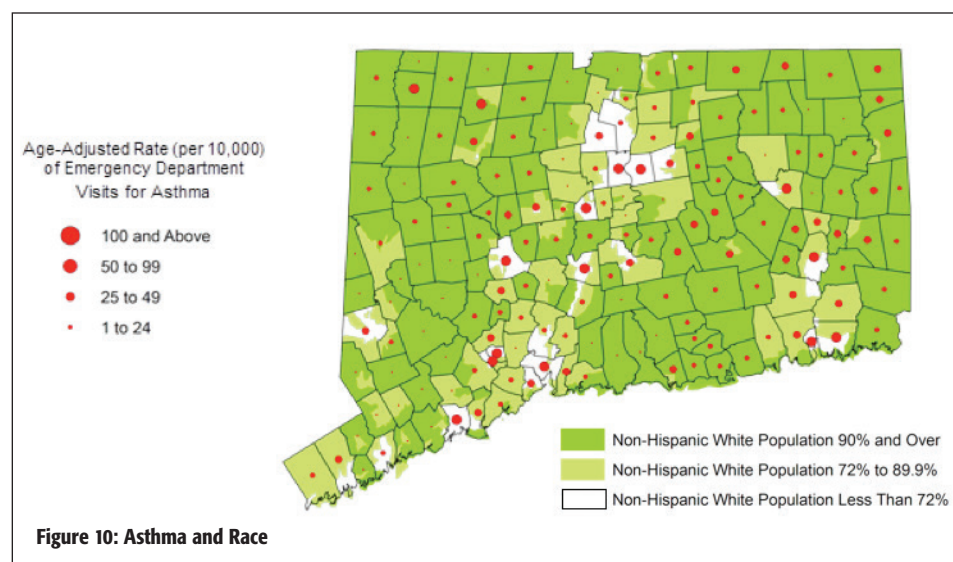 Age-Adjusted Rate (per 10,000)
of Emergency Department
Visits for Asthma
100 and Above
50 to 99
25 to 49
1 to 24
Non-Hispanic White Population 90% and Over
Non-Hispanic White Population 72% to 89.9%
Non-Hispanic White Population Less Than 72%
Figure 10: Asthma and Race